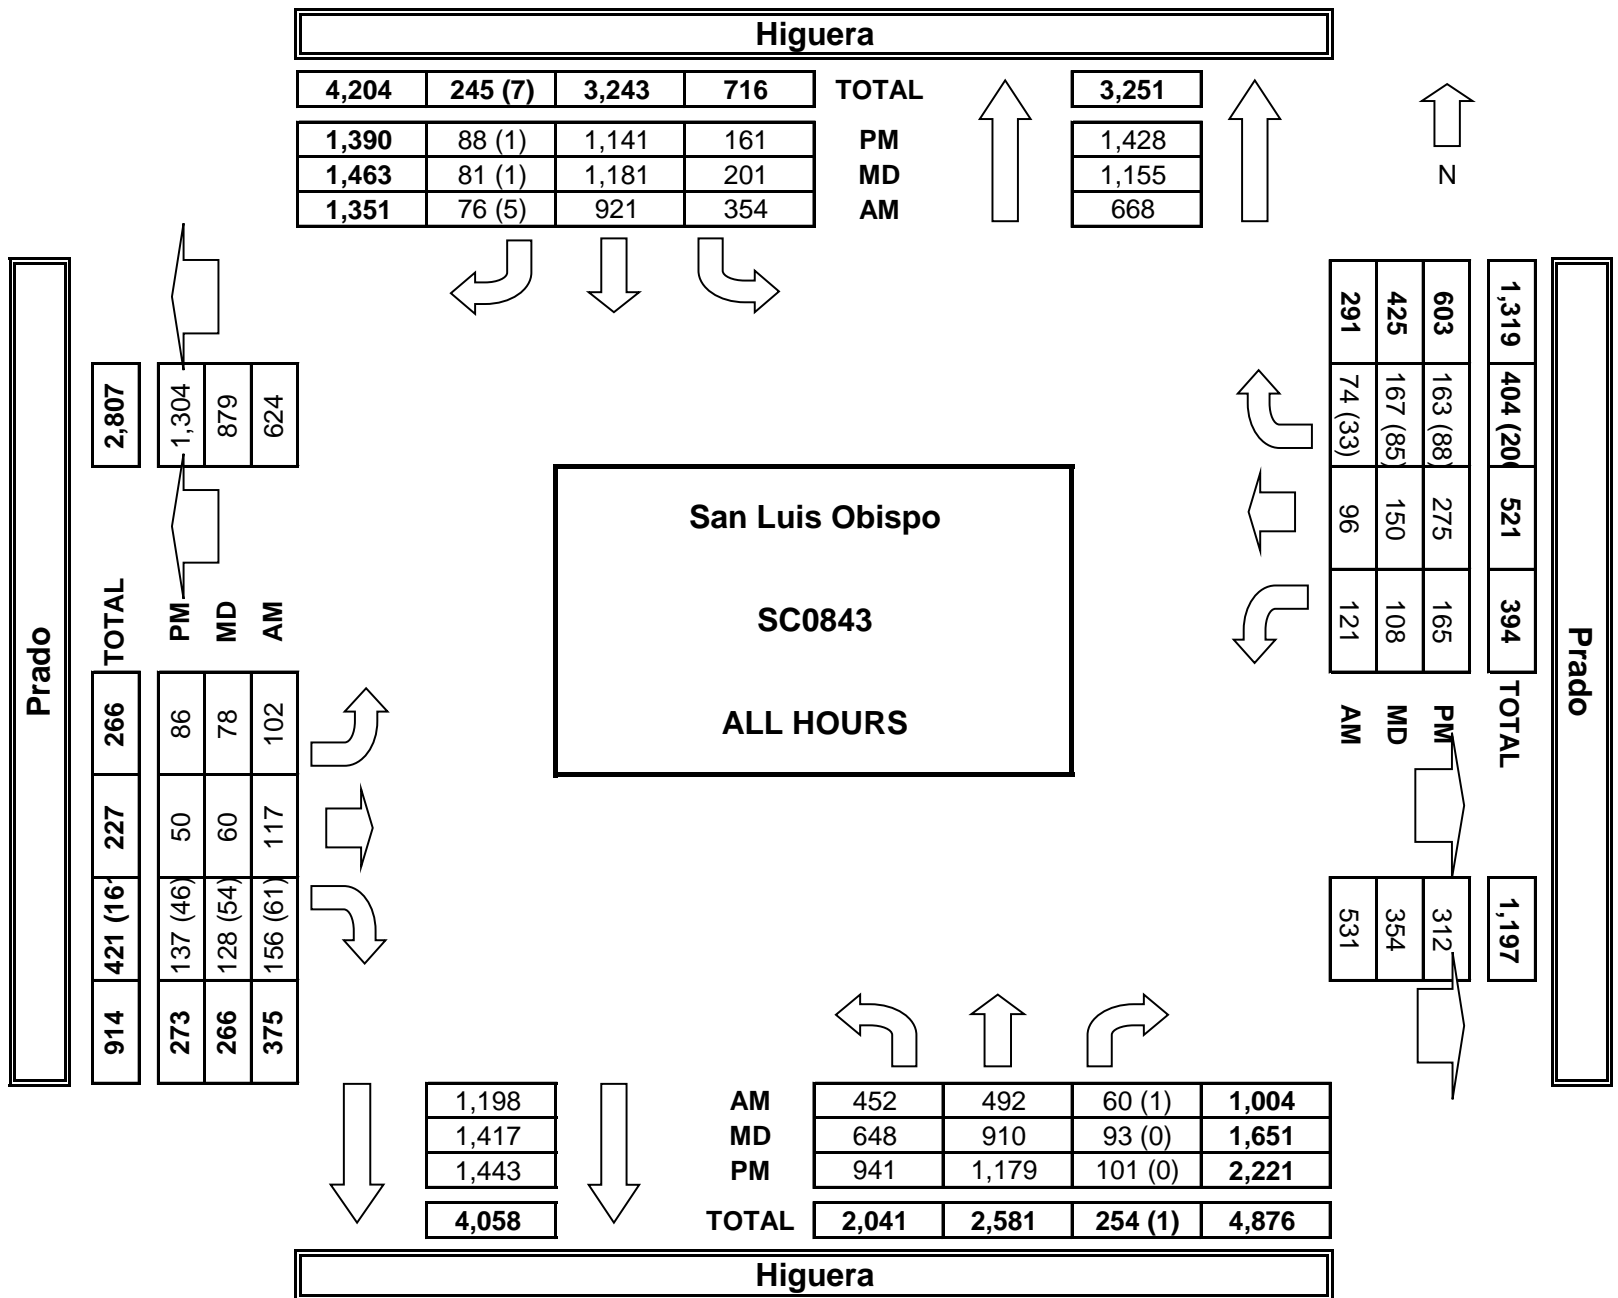 Higuera
4,204 245 (7) 3,243 716 TOTAL 3,251
1,390 88 (1) 1,141 161 PM 1,428
1,463 81 (1) 1,181 201 MD 1,155
1,351 76 (5) 921 354 AM 668
N
Prado
TOTAL 2,807
PM 1,304
MD 879
AM 624
914 421 (16 227 266
273 137 (46) 50 86
266 128 (54) 60 78
375 156 (61) 117 102
San Luis Obispo
SC0843
ALL HOURS
1,319 404 (20 521 394 TOTAL 1,197
603 163 (88) 275 165 PM 312
425 167 (85) 150 108 MD 354
291 74 (33) 96 121 AM 531
Prado
1,198 AM 452 492 60 (1) 1,004
1,417 MD 648 910 93 (0) 1,651
1,443 PM 941 1,179 101 (0) 2,221
4,058 TOTAL 2,041 2,581 254 (1) 4,876
Higuera